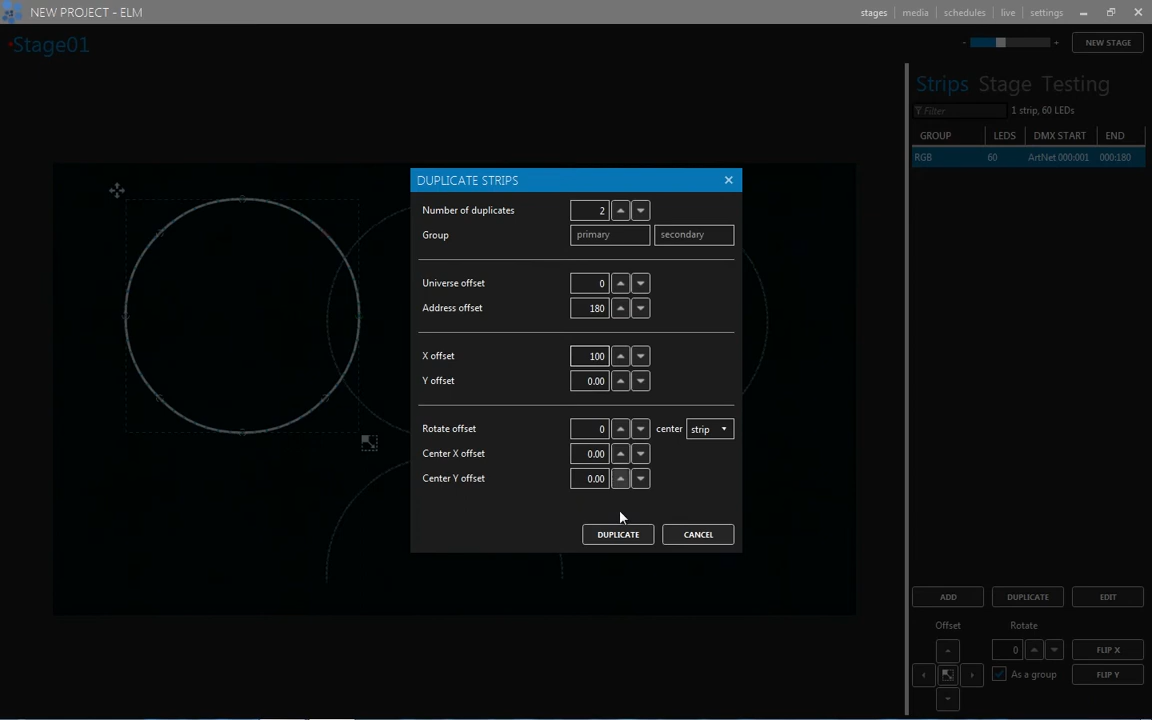 NEW PROJECT - ELM
stages media schedules live settings
Stage01
- +
NEW STAGE
Strips Stage Testing
Filter 1 strip, 60 LEDs
GROUP LEDS DMX START END
RGB 60 ArtNet 000:001 000:180
DUPLICATE STRIPS
Number of duplicates 2
Group primary secondary
Universe offset 0
Address offset 180
X offset 100
Y offset 0.00
Rotate offset 0 center strip
Center X offset 0.00
Center Y offset 0.00
DUPLICATE CANCEL
ADD DUPLICATE EDIT
Offset Rotate
0 FLIP X
As a group FLIP Y